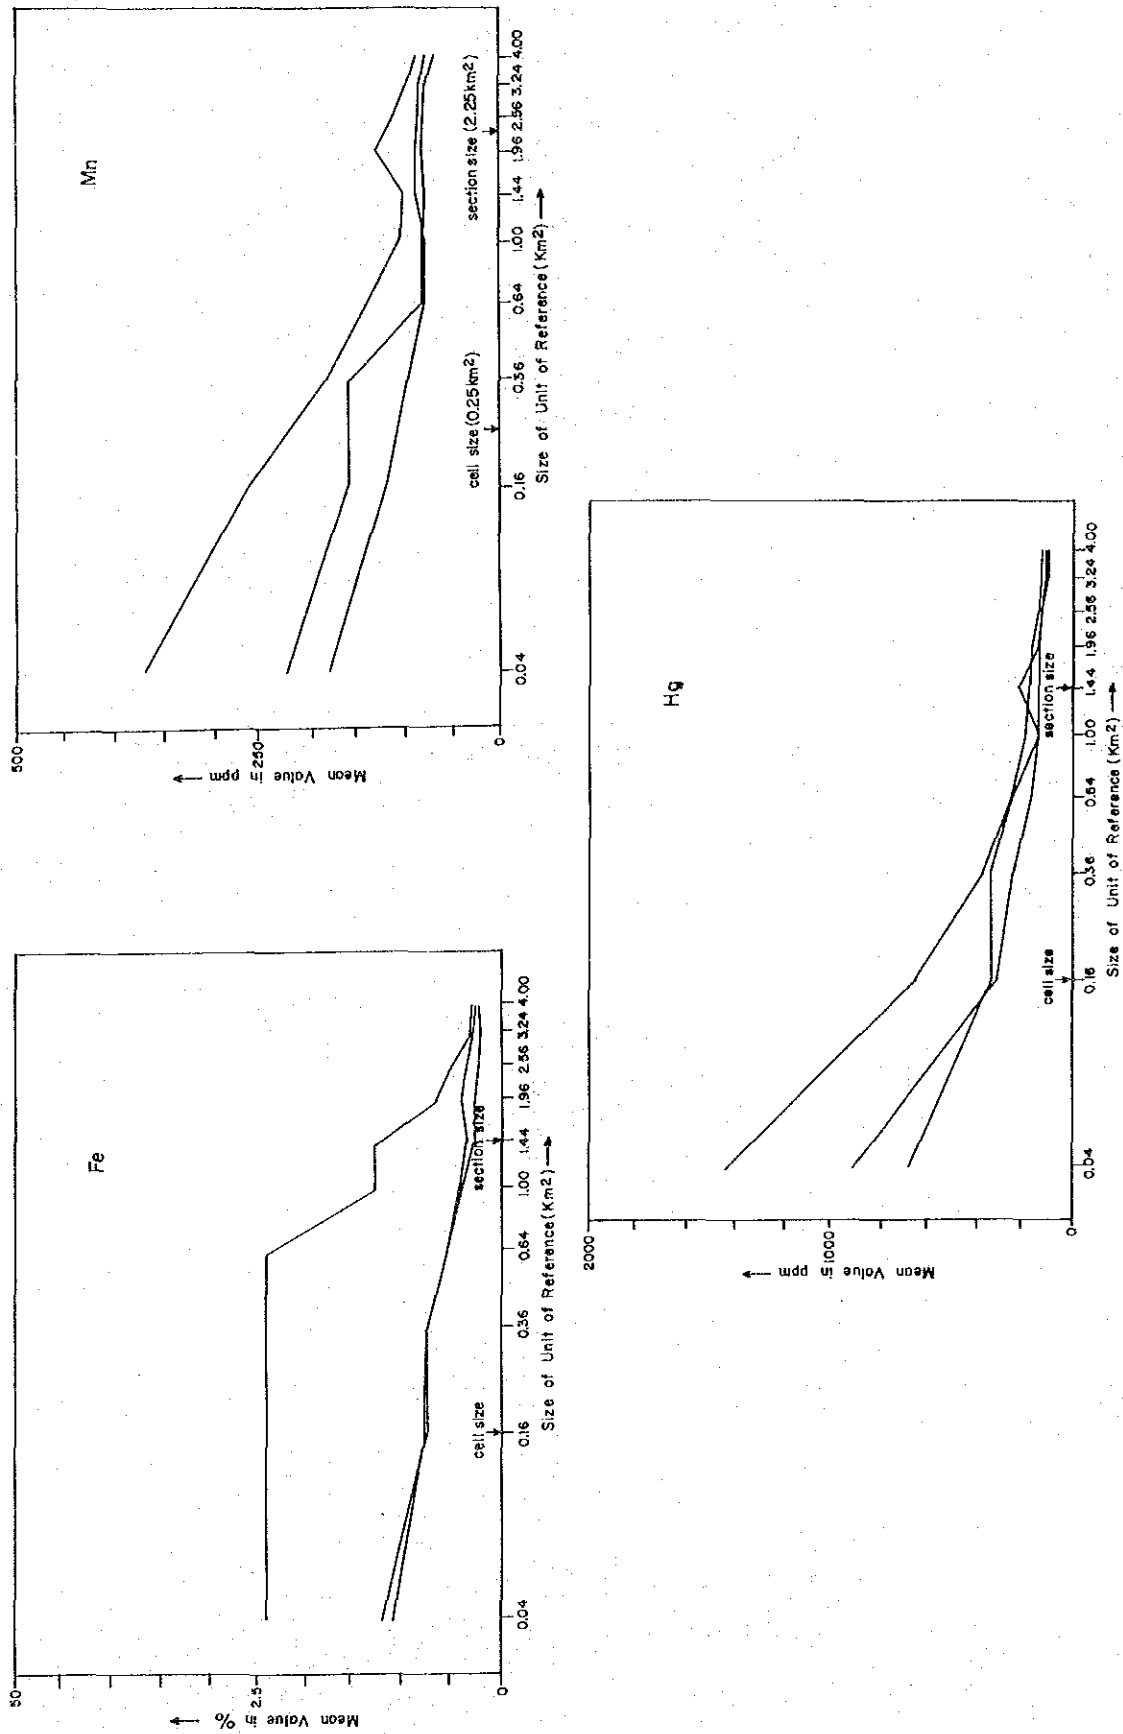 Fe
Mean Value in %
50
2.5
0
cell size
section size
0.04
0.16
0.36
0.64
1.00
1.44
1.96
2.56
3.24
4.00
Size of Unit of Reference (Km²)
Mn
Mean Value in ppm
500
250
0
cell size (0.25km²)
section size (2.25km²)
0.04
0.16
0.36
0.64
1.00
1.44
1.96
2.56
3.24
4.00
Size of Unit of Reference (Km²)
Hg
Mean Value in ppm
2000
1000
0
cell size
section size
0.04
0.16
0.36
0.64
1.00
1.44
1.96
2.56
3.24
4.00
Size of Unit of Reference (Km²)